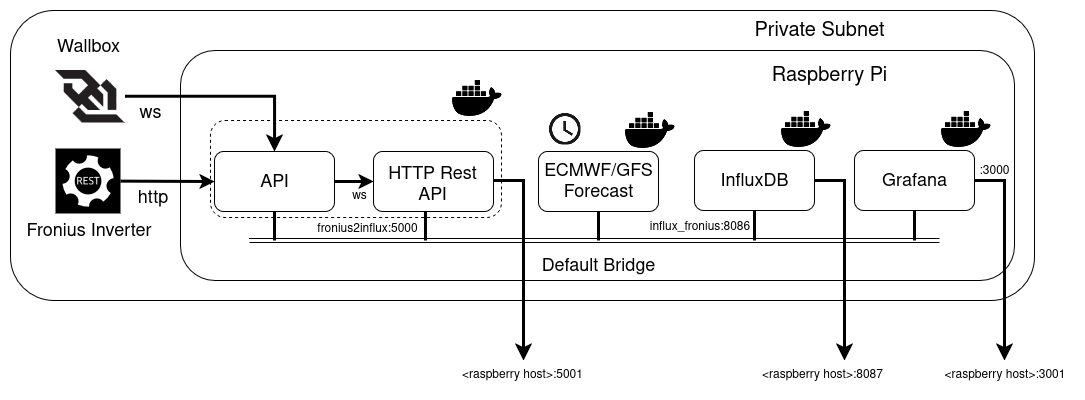 Private Subnet
Wallbox
Raspberry Pi
ws
REST
API
HTTP Rest
API
ECMWF/GFS
Forecast
InfluxDB
Grafana
:3000
http
ws
Fronius Inverter
fronius2influx:5000
influx_fronius:8086
Default Bridge
<raspberry host>:5001
<raspberry host>:8087
<raspberry host>:3001